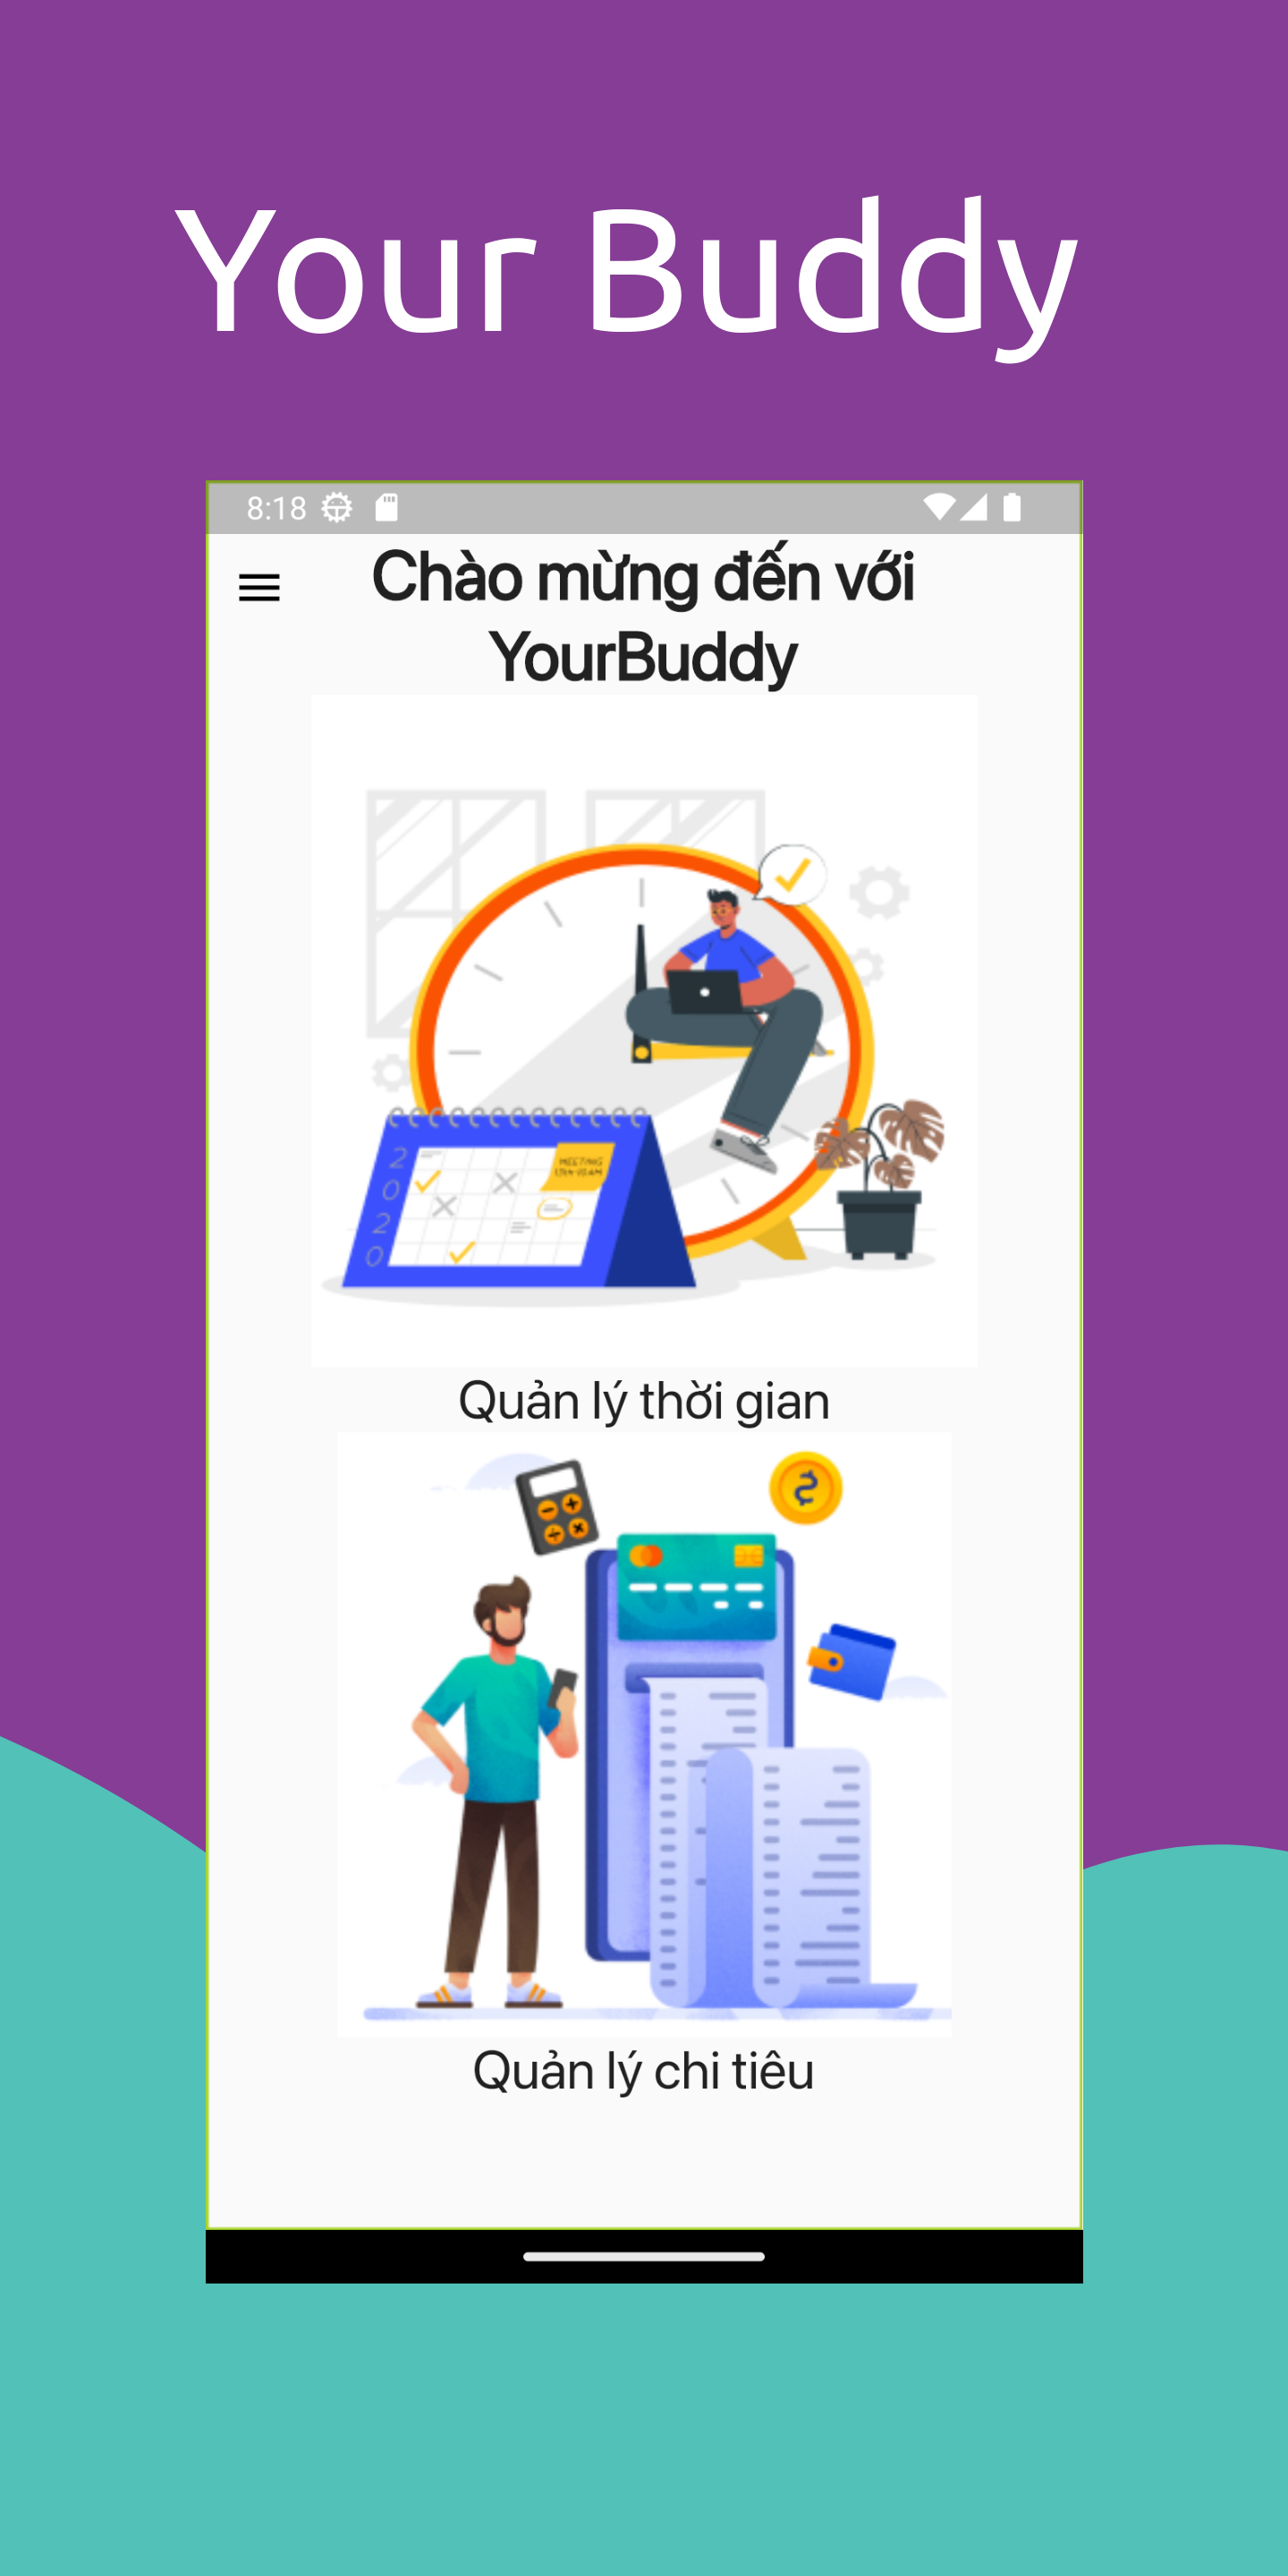 Your Buddy
8:18
Chào mừng đến với
YourBuddy
2020
MEETING
Quản lý thời gian
Quản lý chi tiêu